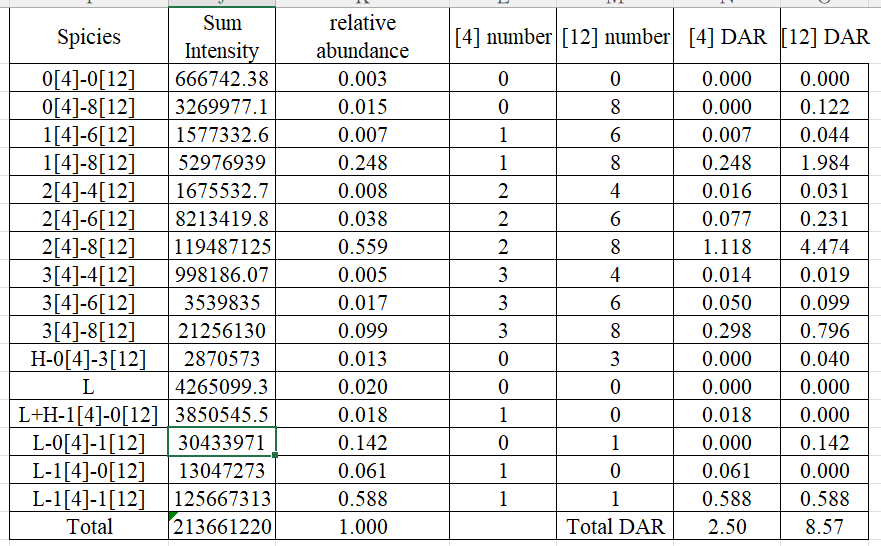 Spicies Sum Intensity relative abundance [4] number [12] number [4] DAR [12] DAR
0[4]-0[12] 666742.38 0.003 0 0 0.000 0.000
0[4]-8[12] 3269977.1 0.015 0 8 0.000 0.122
1[4]-6[12] 1577332.6 0.007 1 6 0.007 0.044
1[4]-8[12] 52976939 0.248 1 8 0.248 1.984
2[4]-4[12] 1675532.7 0.008 2 4 0.016 0.031
2[4]-6[12] 8213419.8 0.038 2 6 0.077 0.231
2[4]-8[12] 119487125 0.559 2 8 1.118 4.474
3[4]-4[12] 998186.07 0.005 3 4 0.014 0.019
3[4]-6[12] 3539835 0.017 3 6 0.050 0.099
3[4]-8[12] 21256130 0.099 3 8 0.298 0.796
H-0[4]-3[12] 2870573 0.013 0 3 0.000 0.040
L 4265099.3 0.020 0 0 0.000 0.000
L+H-1[4]-0[12] 3850545.5 0.018 1 0 0.018 0.000
L-0[4]-1[12] 30433971 0.142 0 1 0.000 0.142
L-1[4]-0[12] 13047273 0.061 1 0 0.061 0.000
L-1[4]-1[12] 125667313 0.588 1 1 0.588 0.588
Total 213661220 1.000 Total DAR 2.50 8.57